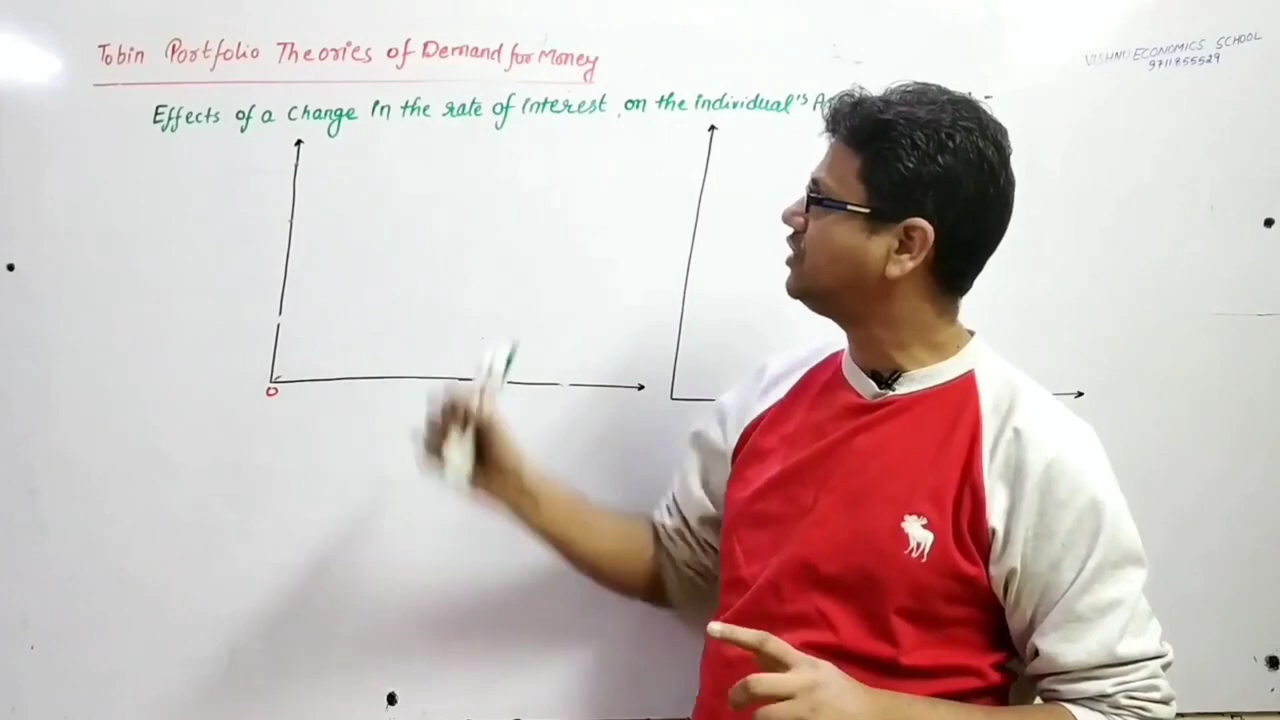 Tobin Portfolio Theories of Demand for Money
VISHNU ECONOMICS SCHOOL
9711855529
Effects of a change in the rate of interest, on the individual's
O